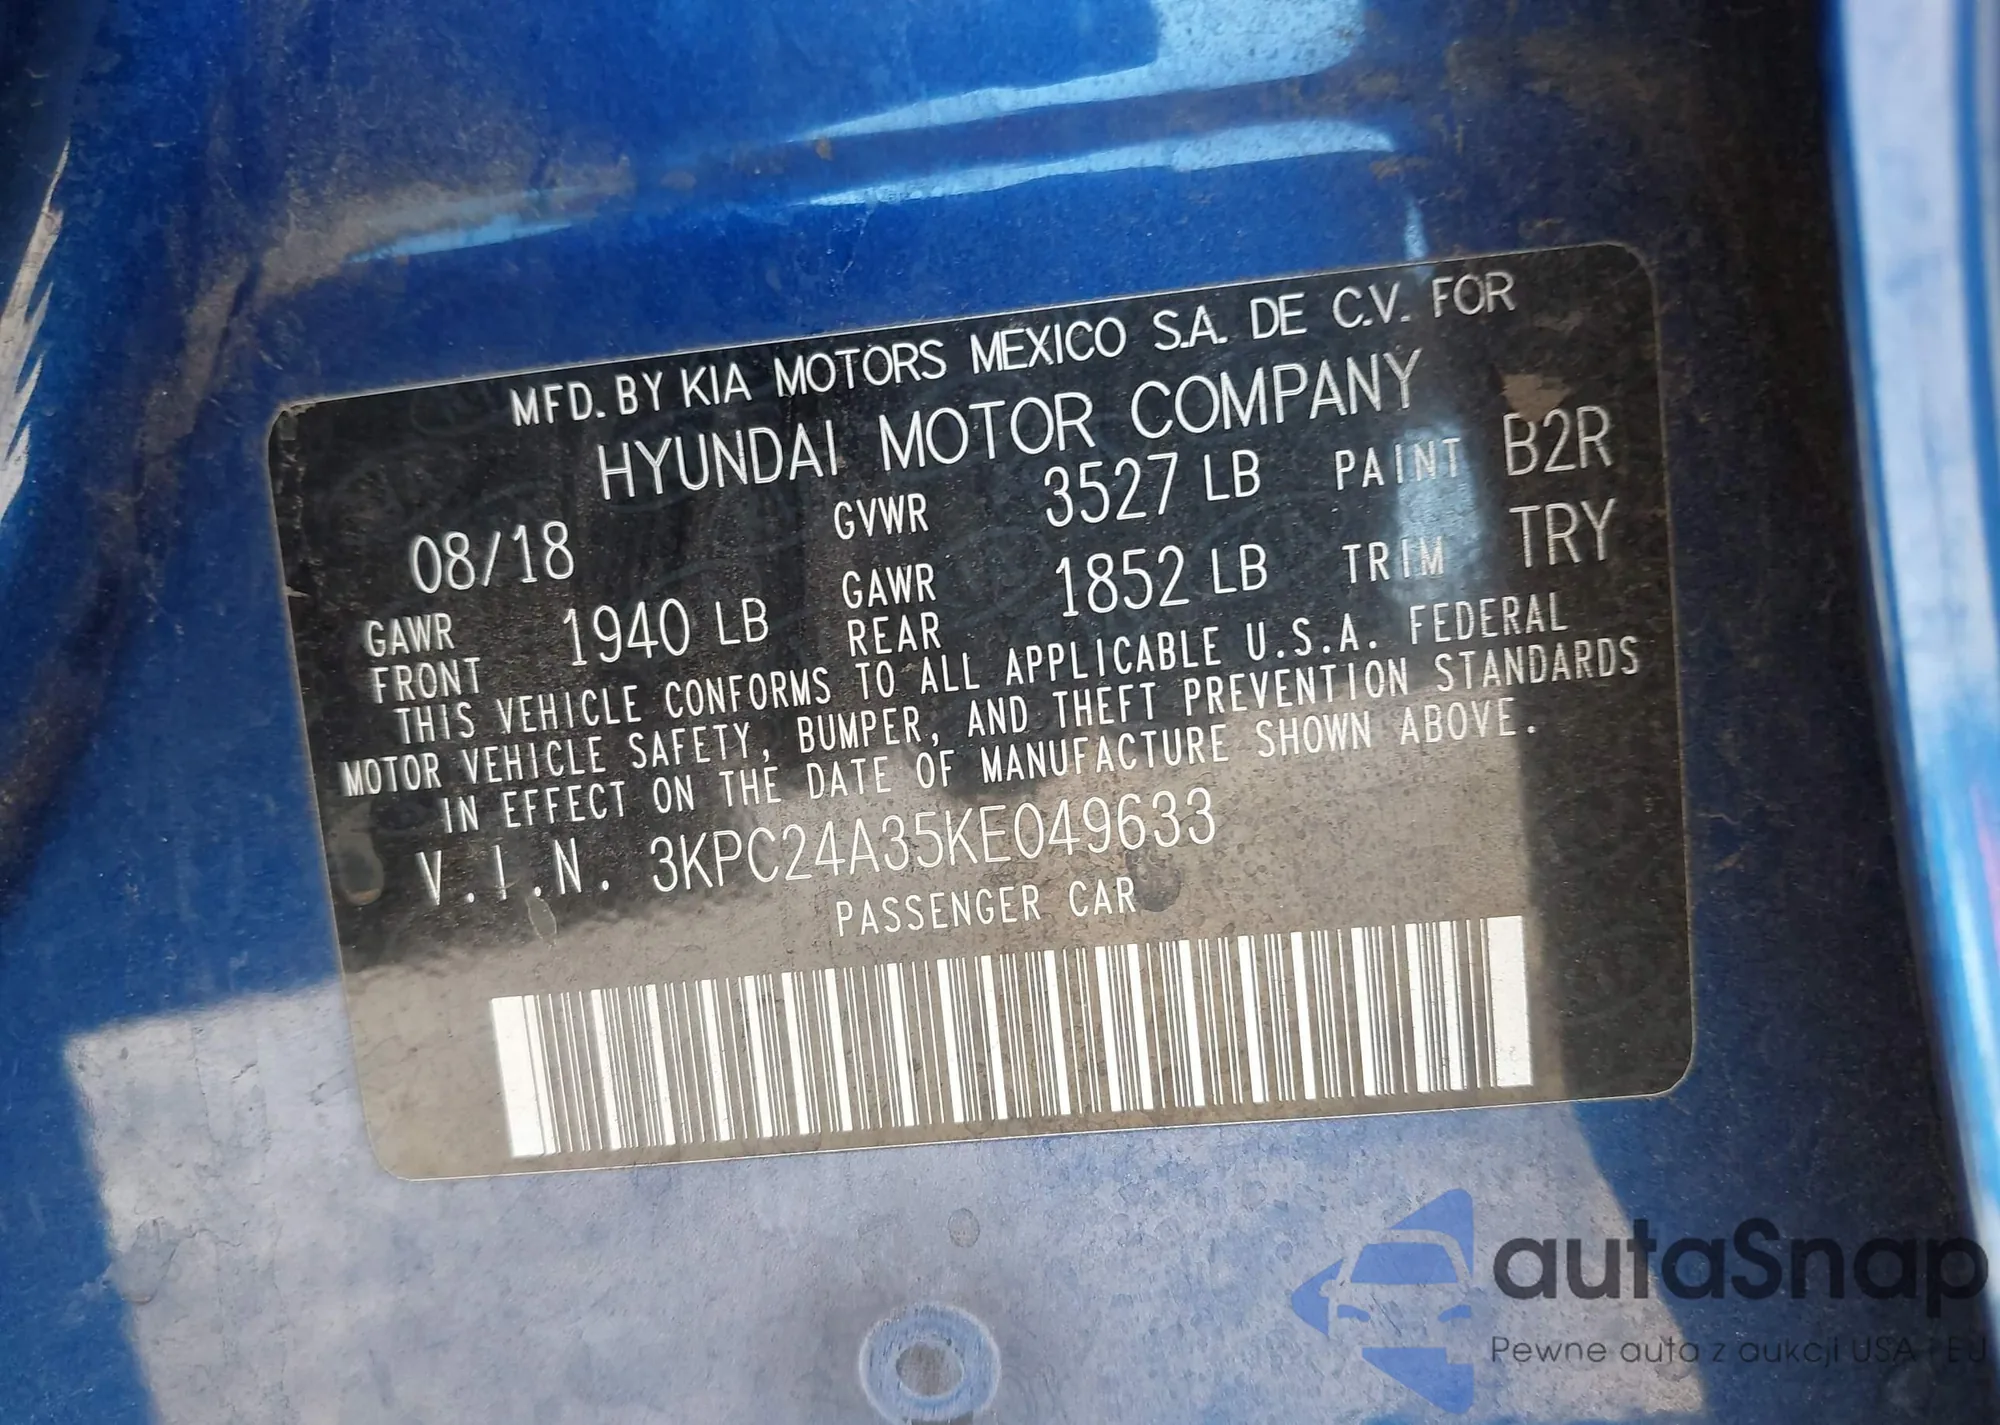 MFD. BY KIA MOTORS MEXICO S.A. DE C.V. FOR
HYUNDAI MOTOR COMPANY
08/18 GVWR 3527 LB PAINT B2R
GAWR FRONT 1940 LB GAWR REAR 1852 LB TRIM TRY
THIS VEHICLE CONFORMS TO ALL APPLICABLE U.S.A. FEDERAL
MOTOR VEHICLE SAFETY, BUMPER, AND THEFT PREVENTION STANDARDS
IN EFFECT ON THE DATE OF MANUFACTURE SHOWN ABOVE.
V.I.N. 3KPC24A35KE049633
PASSENGER CAR
autaSnap
Pewne auta z aukcji USA i EU